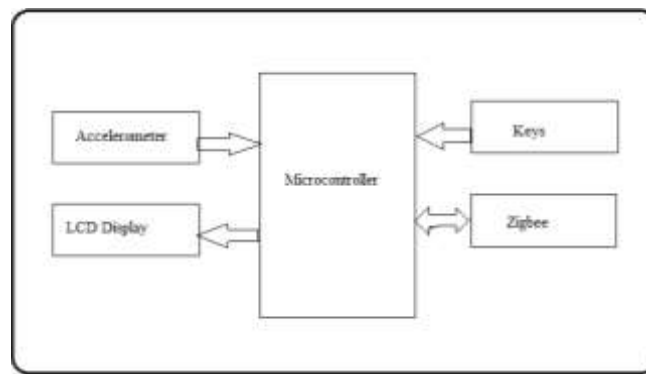 Accelerometer
Keys
Microcontroller
LCD Display
Zigbee